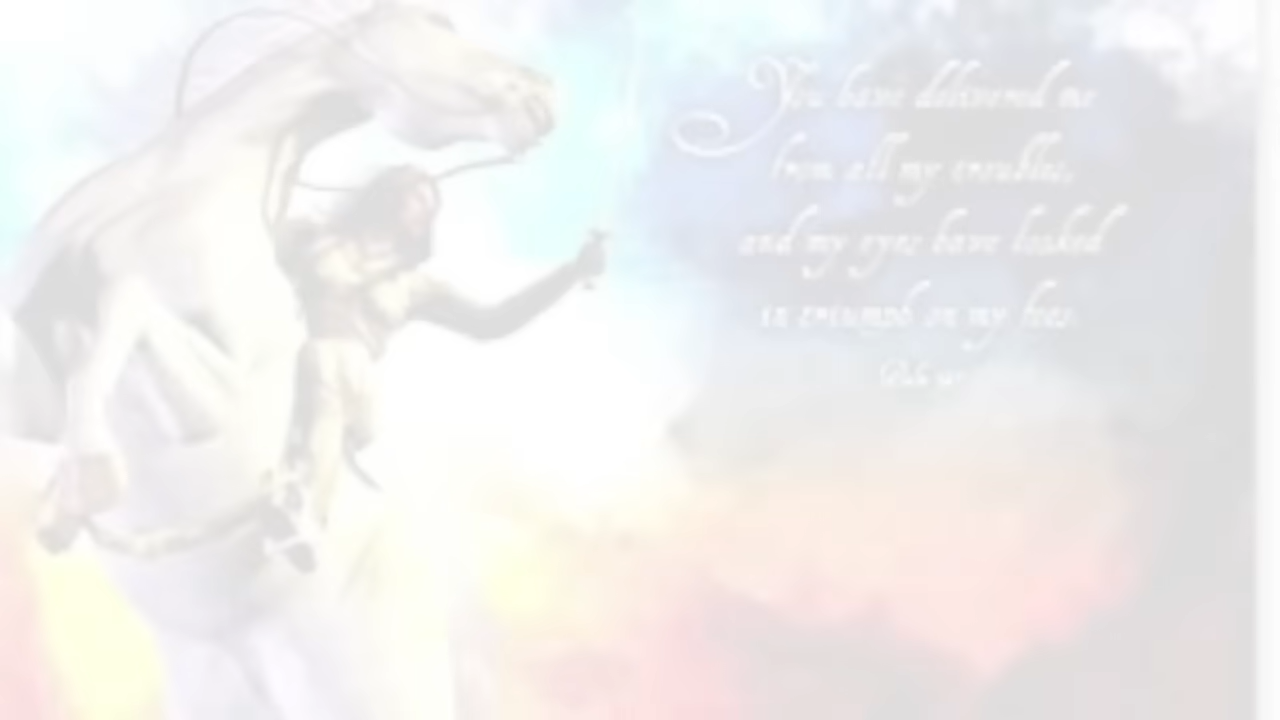 You have delivered me
from all my troubles,
and my eyes have looked
in triumph on my foes.